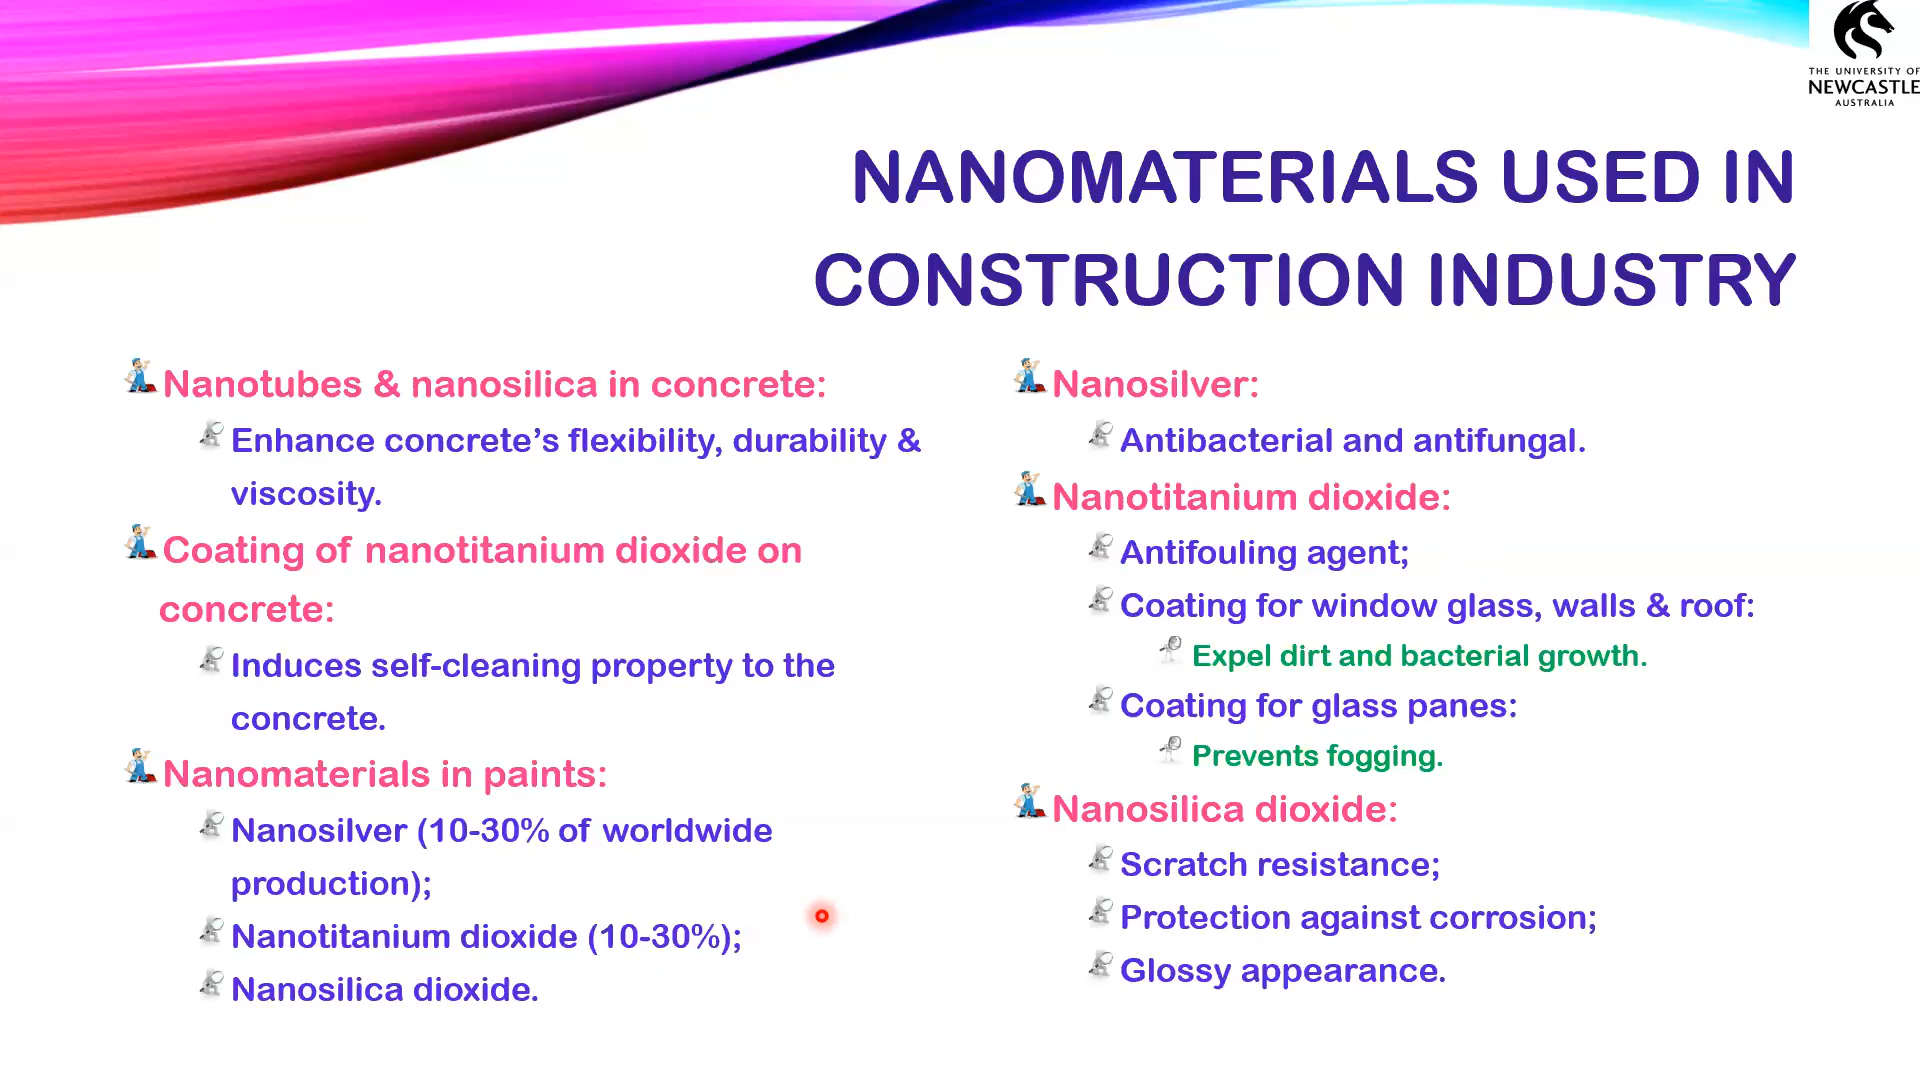 THE UNIVERSITY OF
NEWCASTLE
AUSTRALIA
NANOMATERIALS USED IN
CONSTRUCTION INDUSTRY
Nanotubes & nanosilica in concrete:
Enhance concrete’s flexibility, durability &
viscosity.
Coating of nanotitanium dioxide on
concrete:
Induces self-cleaning property to the
concrete.
Nanomaterials in paints:
Nanosilver (10-30% of worldwide
production);
Nanotitanium dioxide (10-30%);
Nanosilica dioxide.
Nanosilver:
Antibacterial and antifungal.
Nanotitanium dioxide:
Antifouling agent;
Coating for window glass, walls & roof:
Expel dirt and bacterial growth.
Coating for glass panes:
Prevents fogging.
Nanosilica dioxide:
Scratch resistance;
Protection against corrosion;
Glossy appearance.